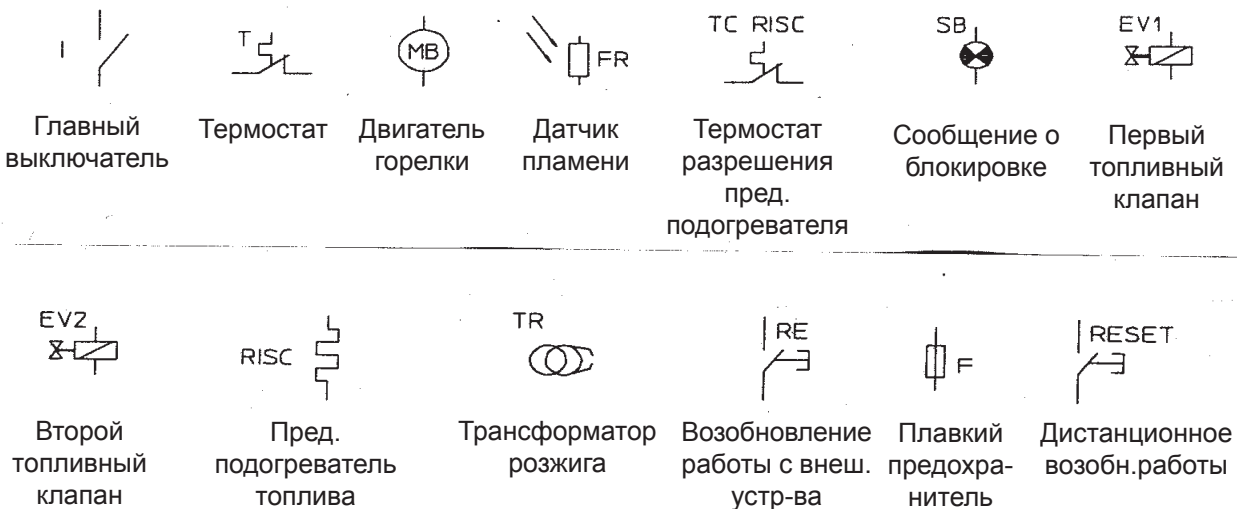 I
T
MB
FR
TC RISC
SB
EV1
Главный
выключатель
Термостат
Двигатель
горелки
Датчик
пламени
Термостат
разрешения
пред.
подогревателя
Сообщение о
блокировке
Первый
топливный
клапан
EV2
RISC
TR
RE
F
RESET
Второй
топливный
клапан
Пред.
подогреватель
топлива
Трансформатор
розжига
Возобновление
работы с внеш.
устр-ва
Плавкий
предохра-
нитель
Дистанционное
возобн.работы